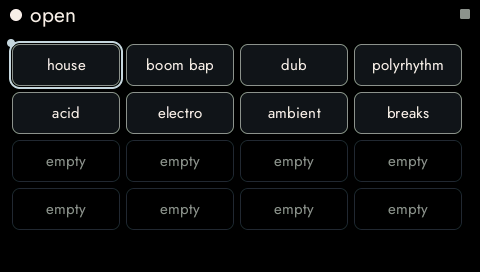 open
house boom bap dub polyrhythm
acid electro ambient breaks
empty empty empty empty
empty empty empty empty